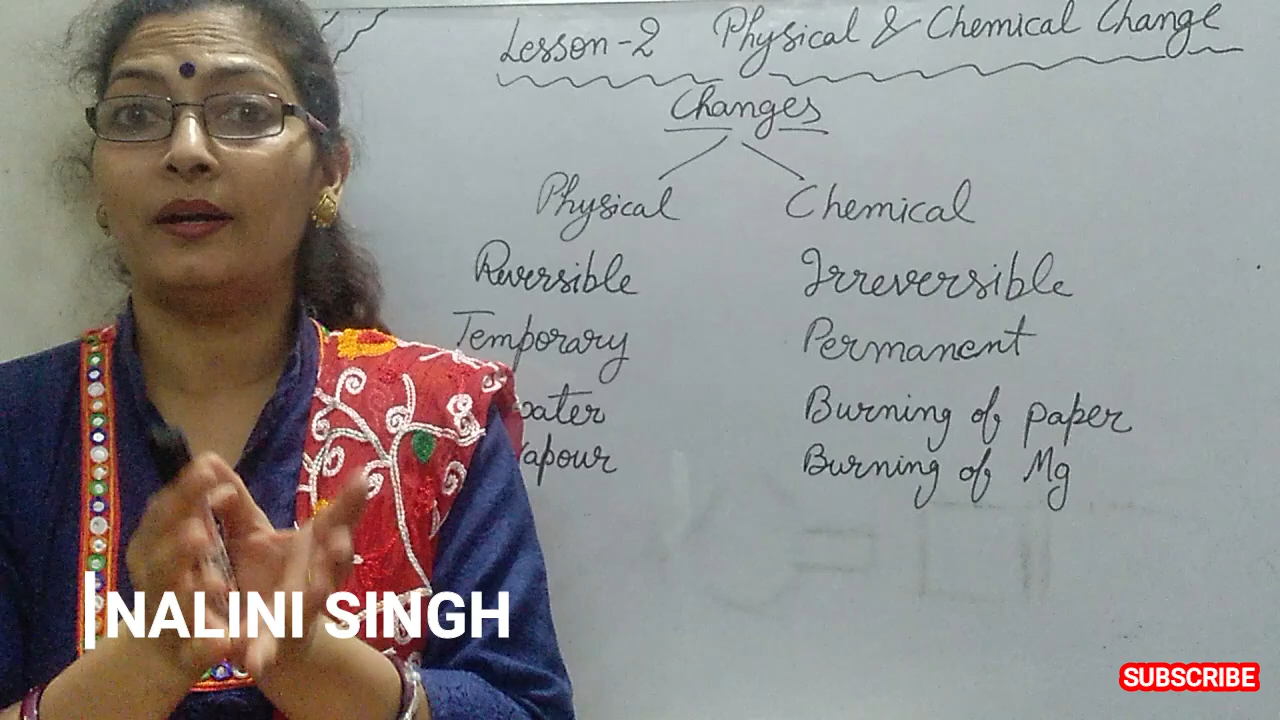 Lesson-2 Physical & Chemical Change
Changes
Physical Chemical
Reversible Irreversible
Temporary Permanent
Burning of paper
Burning of Mg
NALINI SINGH
SUBSCRIBE